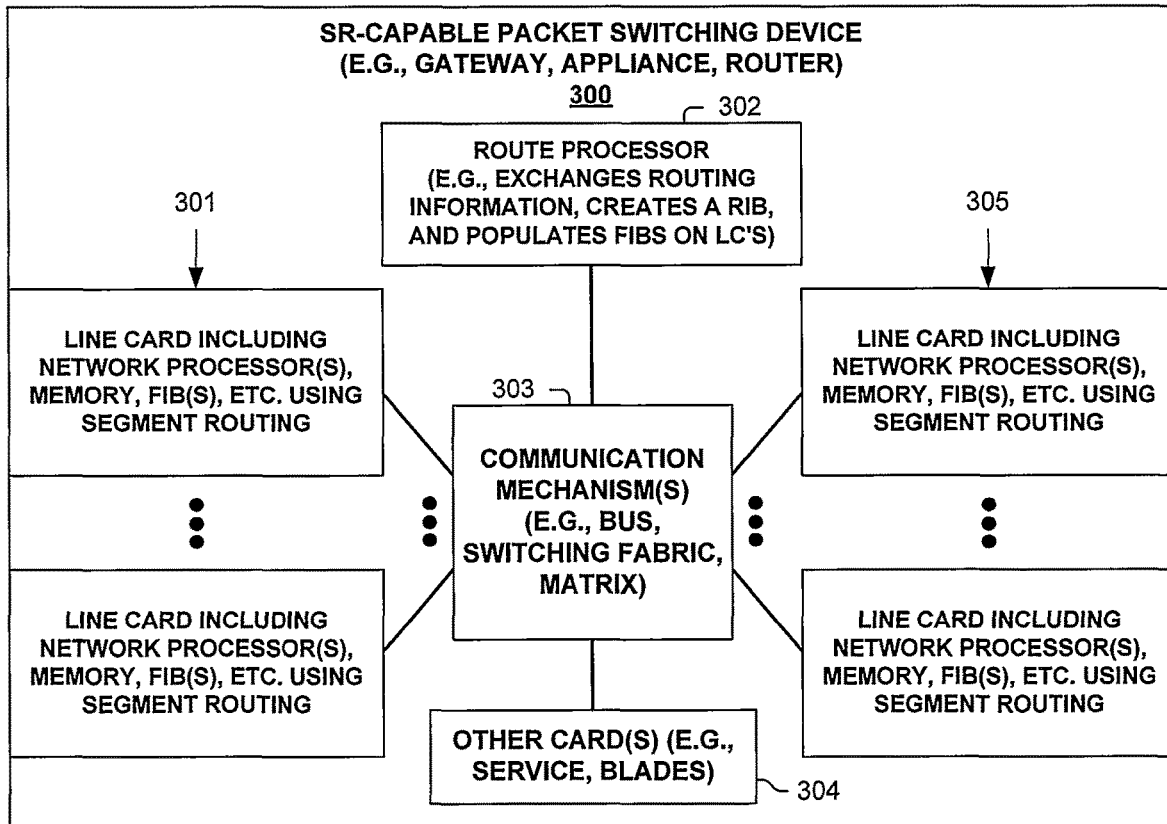 SR-CAPABLE PACKET SWITCHING DEVICE
(E.G., GATEWAY, APPLIANCE, ROUTER)
300
302
ROUTE PROCESSOR
(E.G., EXCHANGES ROUTING
INFORMATION, CREATES A RIB,
AND POPULATES FIBS ON LC'S)
301
305
LINE CARD INCLUDING
NETWORK PROCESSOR(S),
MEMORY, FIB(S), ETC. USING
SEGMENT ROUTING
LINE CARD INCLUDING
NETWORK PROCESSOR(S),
MEMORY, FIB(S), ETC. USING
SEGMENT ROUTING
303
COMMUNICATION
MECHANISM(S)
(E.G., BUS,
SWITCHING FABRIC,
MATRIX)
LINE CARD INCLUDING
NETWORK PROCESSOR(S),
MEMORY, FIB(S), ETC. USING
SEGMENT ROUTING
LINE CARD INCLUDING
NETWORK PROCESSOR(S),
MEMORY, FIB(S), ETC. USING
SEGMENT ROUTING
OTHER CARD(S) (E.G.,
SERVICE, BLADES)
304